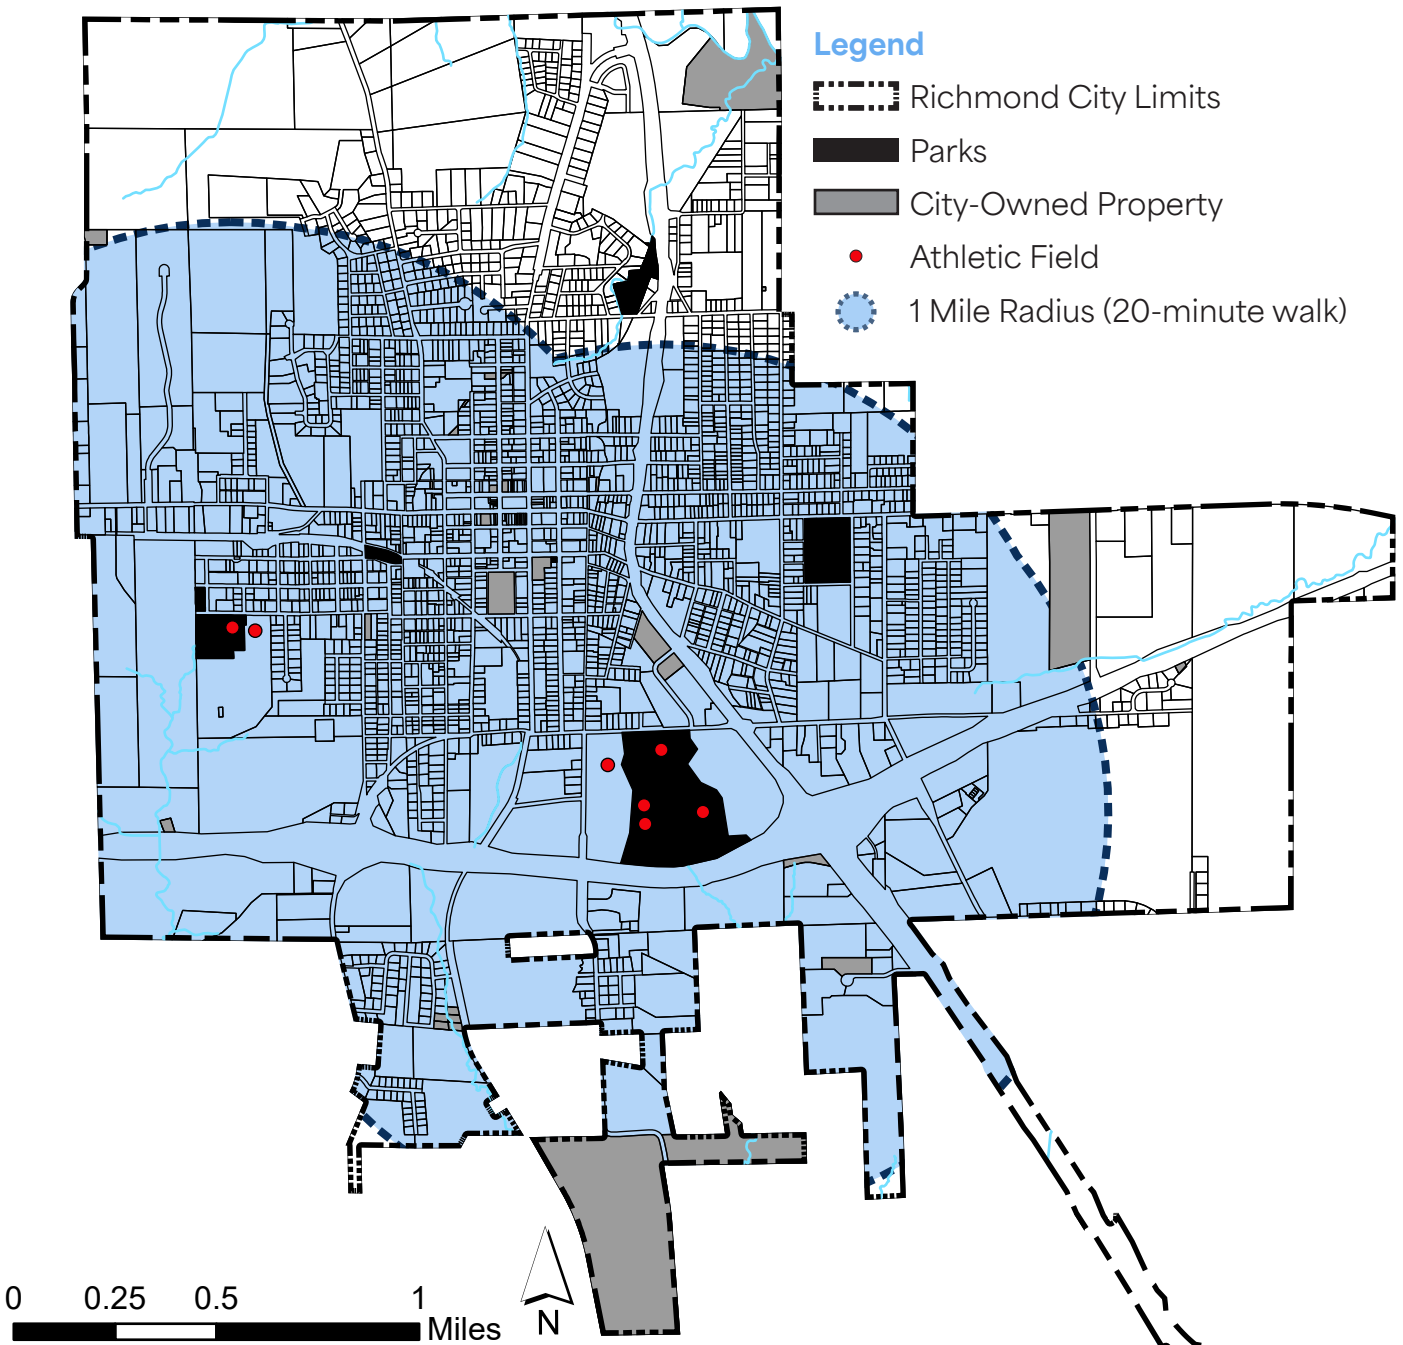 Legend
Richmond City Limits
Parks
City-Owned Property
Athletic Field
1 Mile Radius (20-minute walk)
0 0.25 0.5 1
Miles
N